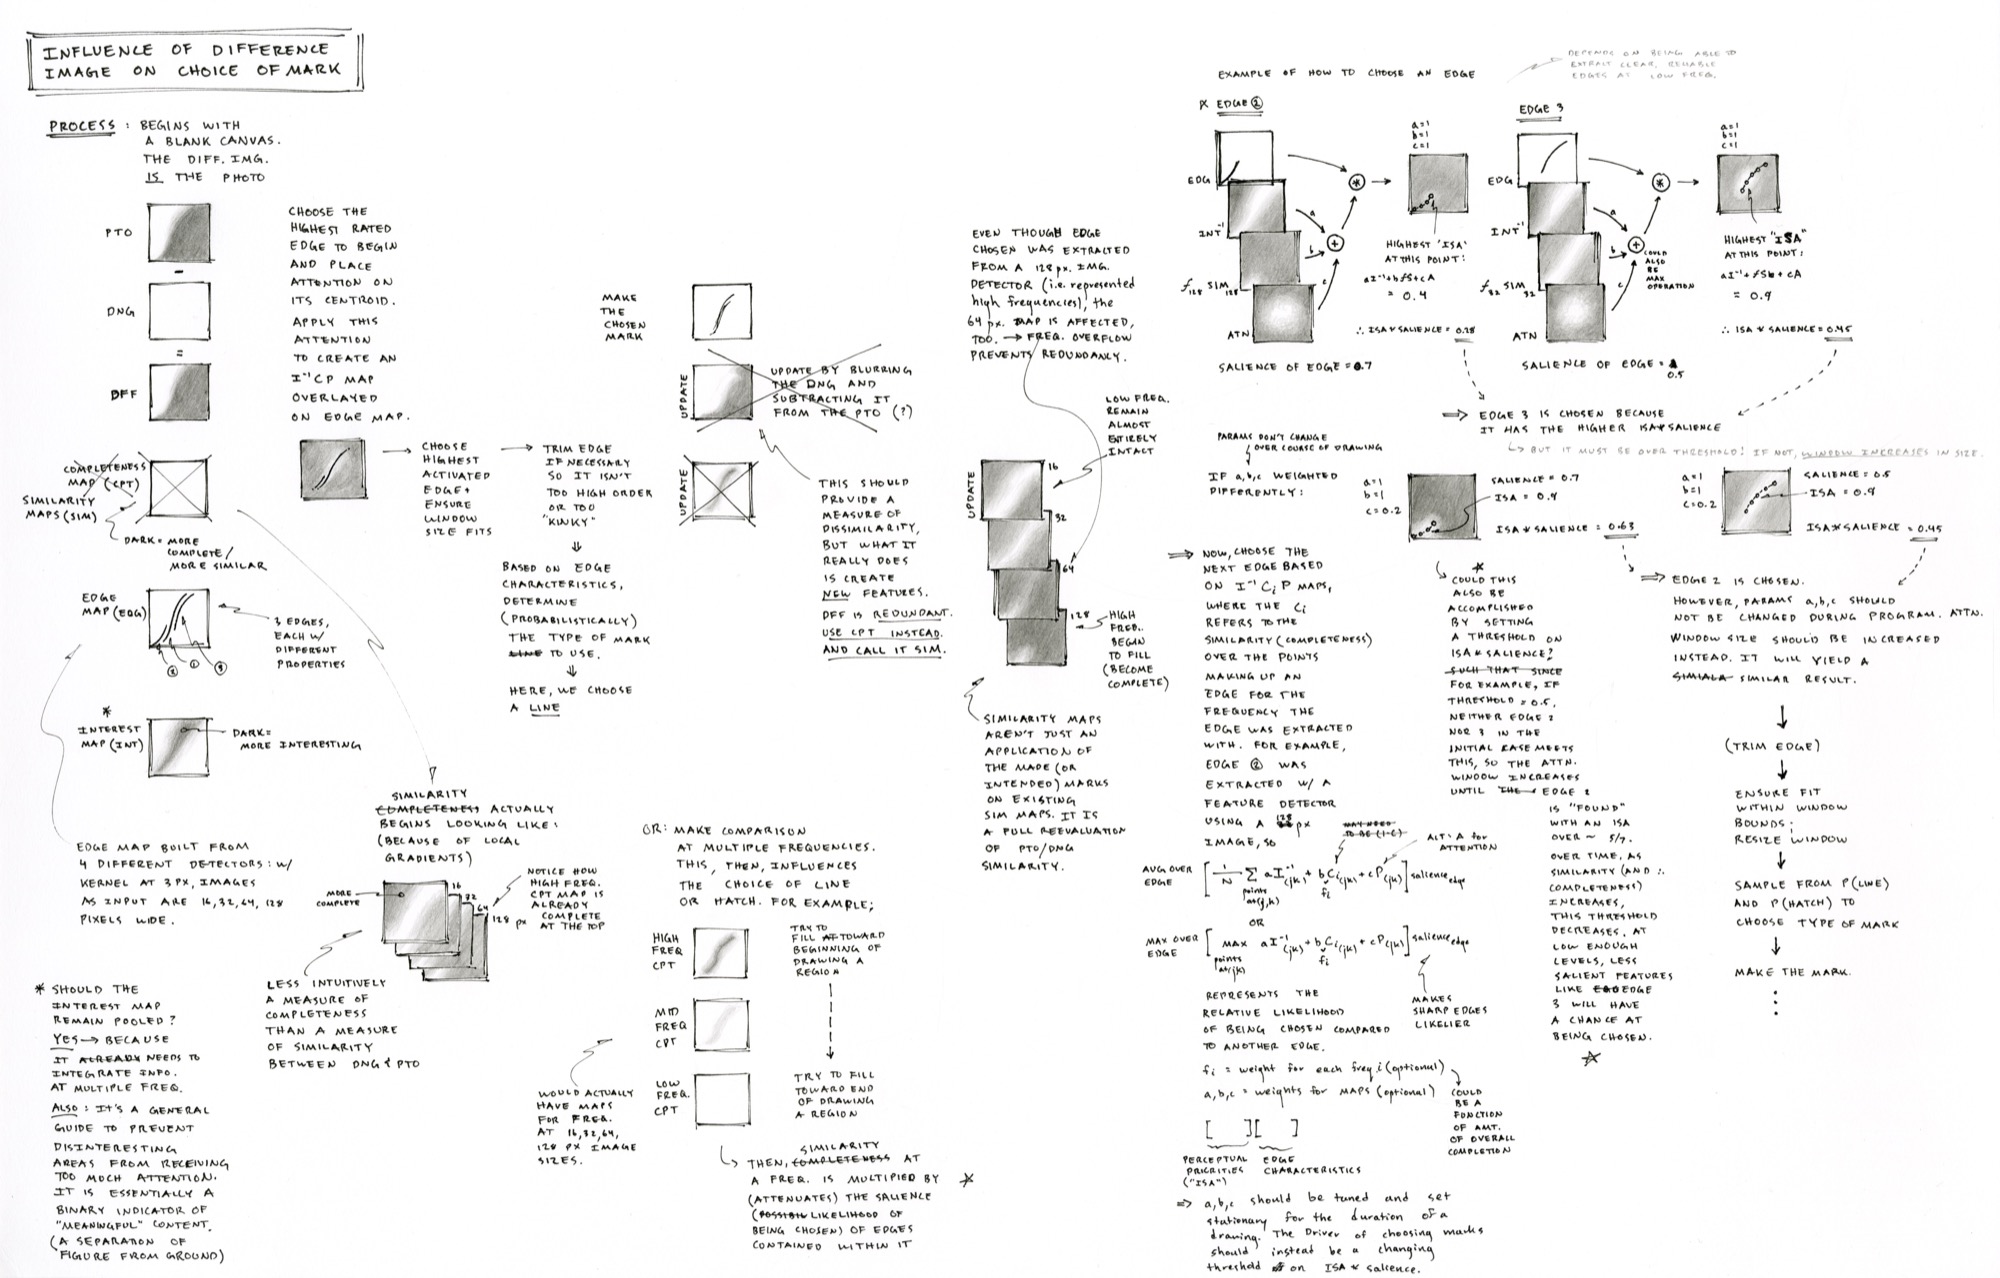 INFLUENCE OF DIFFERENCE
IMAGE ON CHOICE OF MARK
PROCESS : BEGINS WITH
A BLANK CANVAS.
THE DIFF. IMG.
IS THE PHOTO
PTO
-
DNG
=
DFF
COMPLETENESS
MAP (CPT)
SIMILARITY
MAPS (SIM)
DARK = MORE
COMPLETE/
MORE SIMILAR
EDGE
MAP (EDG)
3 EDGES,
EACH W/
DIFFERENT
PROPERTIES
2 1 3
*
INTEREST
MAP (INT)
DARK =
MORE INTERESTING
EDGE MAP BUILT FROM
4 DIFFERENT DETECTORS: W/
KERNEL AT 3 PX, IMAGES
AS INPUT ARE 16, 32, 64, 128
PIXELS WIDE.
* SHOULD THE
INTEREST MAP
REMAIN POOLED?
YES → BECAUSE
IT ALREADY NEEDS TO
INTEGRATE INFO.
AT MULTIPLE FREQ.
ALSO: IT'S A GENERAL
GUIDE TO PREVENT
DISINTERESTING
AREAS FROM RECEIVING
TOO MUCH ATTENTION.
IT IS ESSENTIALLY A
BINARY INDICATOR OF
"MEANINGFUL" CONTENT.
(A SEPARATION OF
FIGURE FROM GROUND)
CHOOSE THE
HIGHEST RATED
EDGE TO BEGIN
AND PLACE
ATTENTION ON
ITS CENTROID.
APPLY THIS
ATTENTION
TO CREATE AN
I⁻¹CP MAP
OVERLAYED
ON EDGE MAP.
CHOOSE
HIGHEST
ACTIVATED
EDGE +
ENSURE
WINDOW
SIZE FITS
TRIM EDGE
IF NECESSARY
SO IT ISN'T
TOO HIGH ORDER
OR TOO
"KINKY"
⇓
BASED ON EDGE
CHARACTERISTICS,
DETERMINE
(PROBABILISTICALLY)
THE TYPE OF MARK
LINE TO USE.
⇓
HERE, WE CHOOSE
A LINE
SIMILARITY
COMPLETENESS ACTUALLY
BEGINS LOOKING LIKE:
(BECAUSE OF LOCAL
GRADIENTS)
MORE
COMPLETE
16
32
64
128 PX
NOTICE HOW
HIGH FREQ.
CPT MAP IS
ALREADY
COMPLETE
AT THE TOP
LESS INTUITIVELY
A MEASURE OF
COMPLETENESS
THAN A MEASURE
OF SIMILARITY
BETWEEN DNG & PTO
MAKE
THE
CHOSEN
MARK
UPDATE
UPDATE BY BLURRING
THE DNG AND
SUBTRACTING IT
FROM THE PTO (?)
UPDATE
THIS SHOULD
PROVIDE A
MEASURE OF
DISSIMILARITY,
BUT WHAT IT
REALLY DOES
IS CREATE
NEW FEATURES.
DFF IS REDUNDANT.
USE CPT INSTEAD.
AND CALL IT SIM.
OR: MAKE COMPARISON
AT MULTIPLE FREQUENCIES.
THIS, THEN, INFLUENCES
THE CHOICE OF LINE
OR HATCH. FOR EXAMPLE;
HIGH
FREQ
CPT
TRY TO
FILL AT TOWARD
BEGINNING OF
DRAWING A
REGION
MID
FREQ
CPT
LOW
FREQ.
CPT
TRY TO FILL
TOWARD END
OF DRAWING
A REGION
WOULD ACTUALLY
HAVE MAPS
FOR FREQ.
AT 16, 32, 64,
128 PX IMAGE
SIZES.
SIMILARITY
THEN, COMPLETENESS AT
A FREQ. IS MULTIPLIED BY *
(ATTENUATES) THE SALIENCE
(POSSIBLE LIKELIHOOD OF
BEING CHOSEN) OF EDGES
CONTAINED WITHIN IT
EVEN THOUGH EDGE
CHOSEN WAS EXTRACTED
FROM A 128 px. IMG.
DETECTOR (i.e. represented
high frequencies), the
64 px. MAP IS AFFECTED,
TOO. → FREQ. OVERFLOW
PREVENTS REDUNDANCY.
LOW FREQ.
REMAIN
ALMOST
ENTIRELY
INTACT
UPDATE
16
32
64
128
HIGH
FREQ.
BEGIN
TO FILL
(BECOME
COMPLETE)
SIMILARITY MAPS
AREN'T JUST AN
APPLICATION OF
THE MADE (OR
INTENDED) MARKS
ON EXISTING
SIM MAPS. IT IS
A FULL REEVALUATION
OF PTO/DNG
SIMILARITY.
EXAMPLE OF HOW TO CHOOSE AN EDGE
DEPENDS ON BEING ABLE TO
EXTRACT CLEAR, RELIABLE
EDGES AT LOW FREQ.
EDGE 2
EDG
INT⁻¹
f128 SIM128
ATN
a
b
c
*
+
a=1
b=1
c=1
HIGHEST 'ISA'
AT THIS POINT:
aI⁻¹+bfS+cA
= 0.4
∴ ISA * SALIENCE = 0.28
SALIENCE OF EDGE = 0.7
EDGE 3
EDG
INT⁻¹
f32 SIM32
ATN
a
b
c
*
+
COULD
ALSO
BE
MAX
OPERATION
a=1
b=1
c=1
HIGHEST "ISA"
AT THIS POINT:
aI⁻¹+fSb+cA
= 0.9
∴ ISA * SALIENCE = 0.45
SALIENCE OF EDGE =
0.5
⇒ EDGE 3 IS CHOSEN BECAUSE
IT HAS THE HIGHER ISA*SALIENCE
↳ BUT IT MUST BE OVER THRESHOLD! IF NOT, WINDOW INCREASES IN SIZE.
PARAMS DON'T CHANGE
OVER COURSE OF DRAWING
IF a,b,c WEIGHTED
DIFFERENTLY:
a=1
b=1
c=0.2
SALIENCE = 0.7
ISA = 0.9
ISA*SALIENCE = 0.63
a=1
b=1
c=0.2
SALIENCE = 0.5
ISA = 0.9
ISA*SALIENCE = 0.45
⇒ NOW, CHOOSE THE
NEXT EDGE BASED
ON I⁻¹ Ci P MAPS,
WHERE THE Ci
REFERS TO THE
SIMILARITY (COMPLETENESS)
OVER THE POINTS
MAKING UP AN
EDGE FOR THE
FREQUENCY THE
EDGE WAS EXTRACTED
WITH. FOR EXAMPLE,
EDGE 2 WAS
EXTRACTED W/ A
FEATURE DETECTOR
USING A 128 px
IMAGE, SO
MAY NEED
TO BE (1-C)
ALT: A for
ATTENTION
AVG OVER
EDGE
[1/N Σ aI⁻¹(jk) + bCi(jk) + cP(jk)] salience edge
points
at(j,k)
fi
OR
MAX OVER
EDGE
[MAX aI⁻¹(jk) + bCi(jk) + cP(jk)] salience edge
points
at(jk)
fi
MAKES
SHARP EDGES
LIKELIER
REPRESENTS THE
RELATIVE LIKELIHOOD
OF BEING CHOSEN COMPARED
TO ANOTHER EDGE.
fi = weight for each freq. i (optional)
a,b,c = weights for MAPS (optional)
COULD
BE A
FUNCTION
OF AMT.
OF OVERALL
COMPLETION
[ ][ ]
PERCEPTUAL
PRIORITIES
("ISA")
EDGE
CHARACTERISTICS
⇒ a,b,c should be tuned and set
stationary for the duration of a
drawing. The Driver of choosing marks
should instead be a changing
threshold on ISA * salience.
*
COULD THIS
ALSO BE
ACCOMPLISHED
BY SETTING
A THRESHOLD ON
ISA*SALIENCE?
SUCH THAT SINCE
FOR EXAMPLE, IF
THRESHOLD = 0.5,
NEITHER EDGE 2
NOR 3 IN THE
INITIAL CASE MEETS
THIS, SO THE ATTN.
WINDOW INCREASES
UNTIL THE EDGE 2
IS "FOUND"
WITH AN ISA
OVER ~ 5/7.
OVER TIME, AS
SIMILARITY (AND ∴
COMPLETENESS)
INCREASES,
THIS THRESHOLD
DECREASES. AT
LOW ENOUGH
LEVELS, LESS
SALIENT FEATURES
LIKE EDGE
3 WILL HAVE
A CHANCE AT
BEING CHOSEN.
⇒ EDGE 2 IS CHOSEN.
HOWEVER, PARAMS a,b,c SHOULD
NOT BE CHANGED DURING PROGRAM. ATTN.
WINDOW SIZE SHOULD BE INCREASED
INSTEAD. IT WILL YIELD A
SIMIALA SIMILAR RESULT.
↓
(TRIM EDGE)
↓
ENSURE FIT
WITHIN WINDOW
BOUNDS;
RESIZE WINDOW
↓
SAMPLE FROM P(LINE)
AND P(HATCH) TO
CHOOSE TYPE OF MARK
↓
MAKE THE MARK.